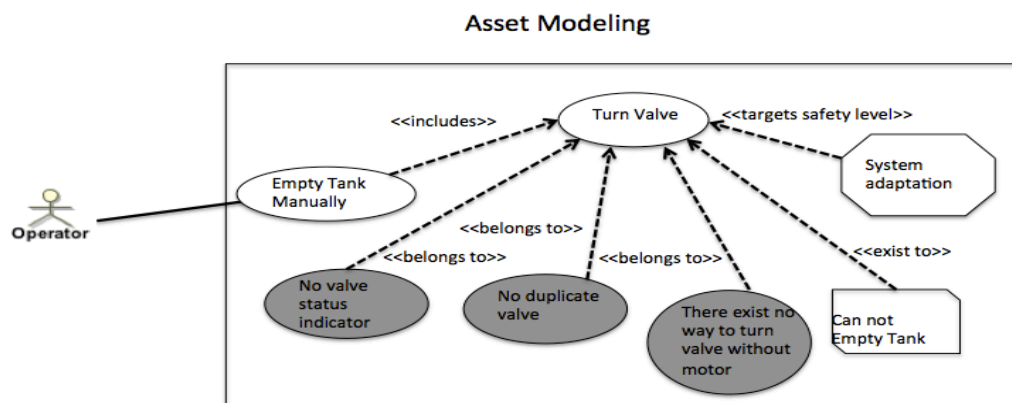 Asset Modeling
<<includes>>
Turn Valve
<<targets safety level>>
System
adaptation
Empty Tank
Manually
Operator
<<belongs to>>
<<belongs to>>
<<belongs to>>
<<exist to>>
No valve
status
indicator
No duplicate
valve
There exist no
way to turn
valve without
motor
Can not
Empty Tank